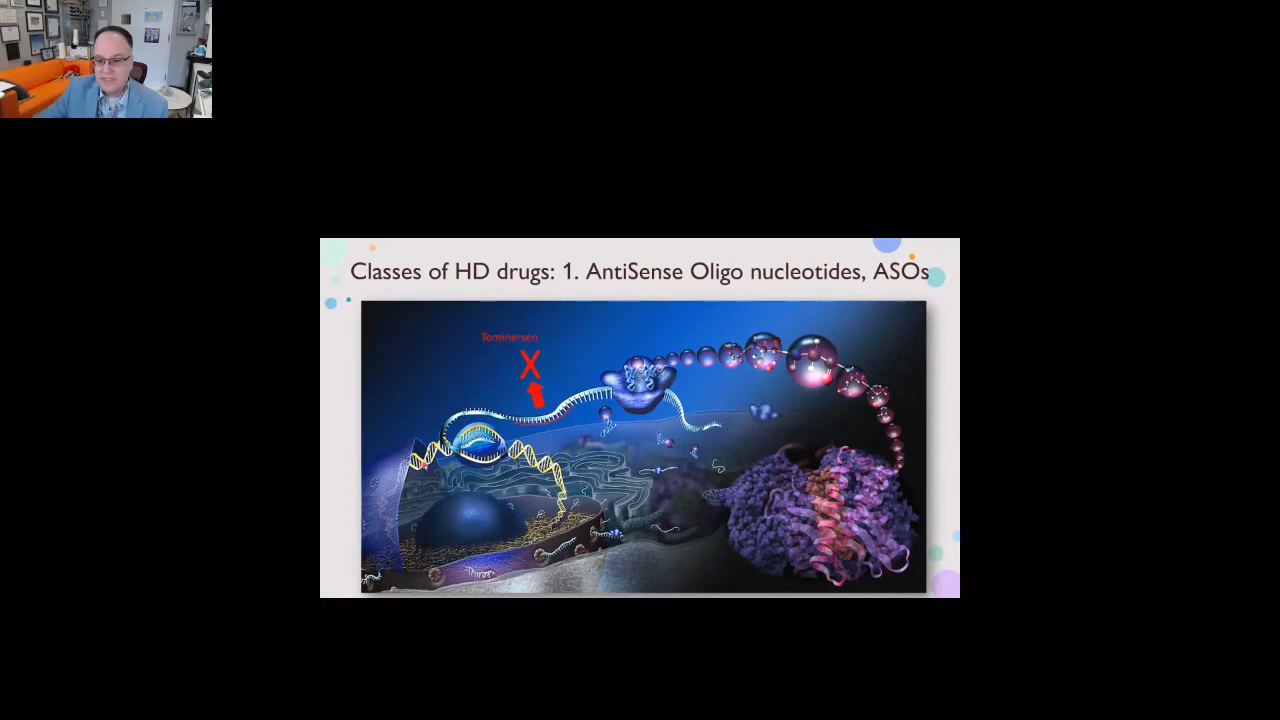 Classes of HD drugs: 1. AntiSense Oligo nucleotides, ASOs
Tominersen
X